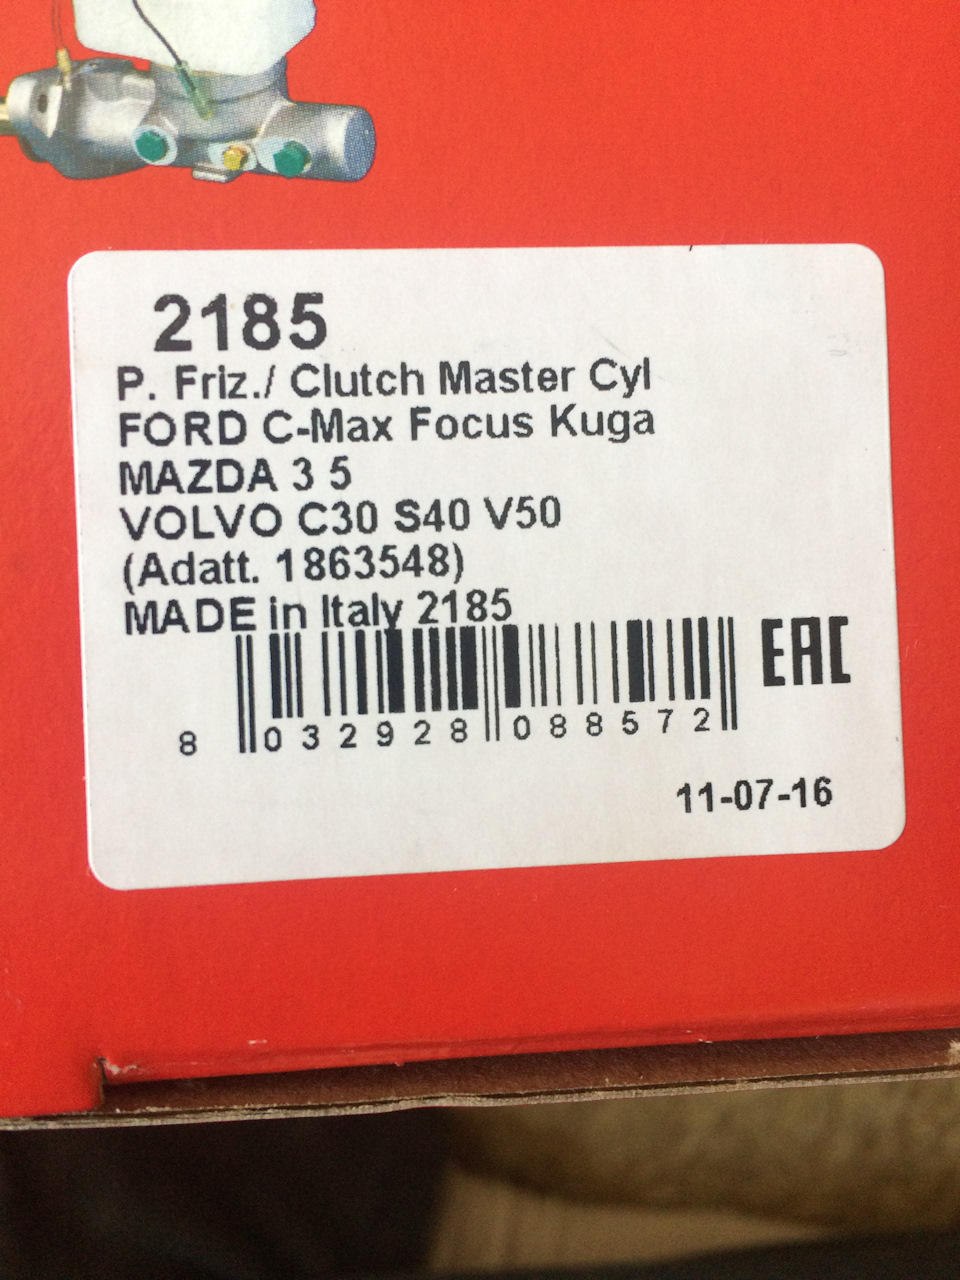 2185
P. Friz./ Clutch Master Cyl
FORD C-Max Focus Kuga
MAZDA 3 5
VOLVO C30 S40 V50
(Adatt. 1863548)
MADE in Italy 2185
EAC
8 032928 088572
11-07-16